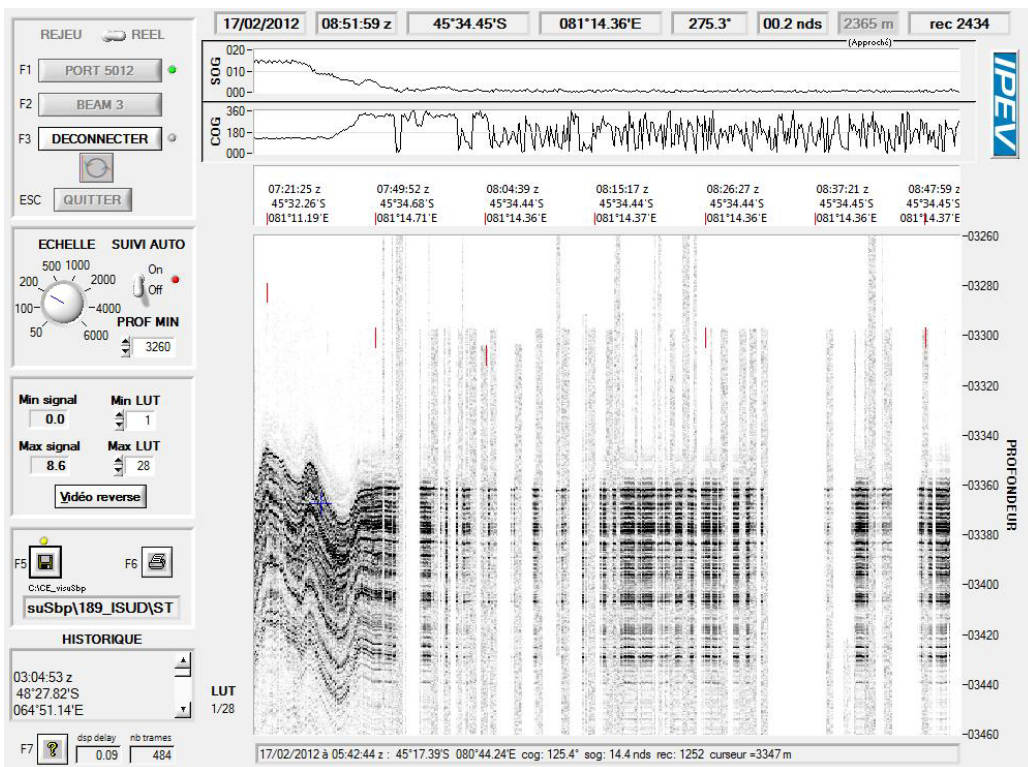 REJEU REEL
F1 PORT 5012
F2 BEAM 3
F3 DECONNECTER
ESC QUITTER
ECHELLE SUIVI AUTO
500 1000
200 2000
100 4000
50 6000
On
Off
PROF MIN
3260
Min signal Min LUT
0.0 1
Max signal Max LUT
8.6 28
Vidéo reverse
F5 F6
C:\CE_visuSbp
suSbp\189_ISUD\ST
HISTORIQUE
03:04:53 z
48°27.82'S
064°51.14'E
F7 ? dsp delay nb trames
0.09 484
17/02/2012 08:51:59 z 45°34.45'S 081°14.36'E 275.3° 00.2 nds 2365 m rec 2434
(Approché)
SOG
020
010
000
COG
360
180
000
IPEV
07:21:25 z 07:49:52 z 08:04:39 z 08:15:17 z 08:26:27 z 08:37:21 z 08:47:59 z
45°32.26'S 45°34.68'S 45°34.44'S 45°34.44'S 45°34.44'S 45°34.45'S 45°34.45'S
081°11.19'E 081°14.71'E 081°14.36'E 081°14.37'E 081°14.36'E 081°14.36'E 081°14.37'E
-03260
-03280
-03300
-03320
-03340
-03360
-03380
-03400
-03420
-03440
-03460
PROFONDEUR
LUT
1/28
17/02/2012 à 05:42:44 z : 45°17.39'S 080°44.24'E cog: 125.4° sog: 14.4 nds rec: 1252 curseur =3347 m